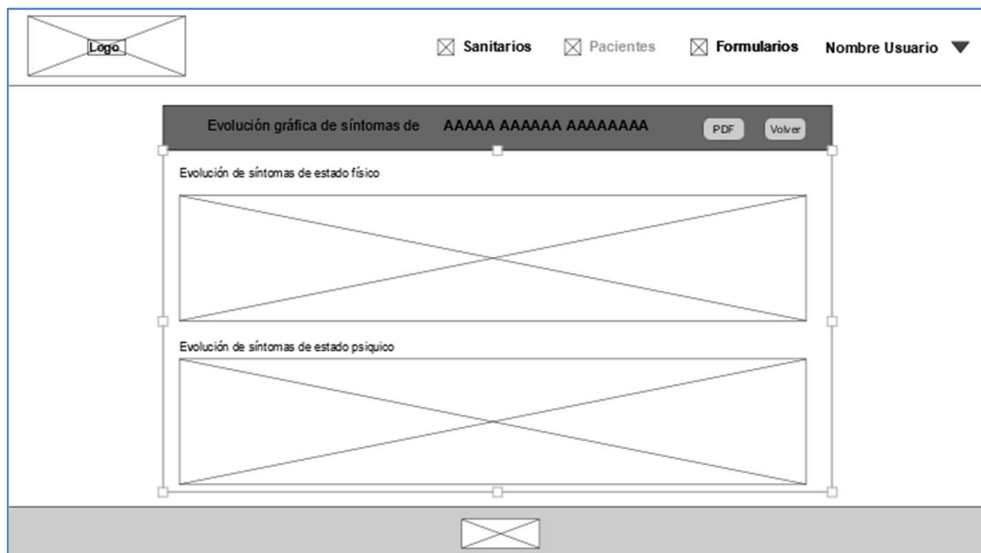 Logo
Sanitarios Pacientes Formularios Nombre Usuario
Evolución gráfica de síntomas de AAAAA AAAAAA AAAAAAAA PDF Volver
Evolución de síntomas de estado físico
Evolución de síntomas de estado psiquico